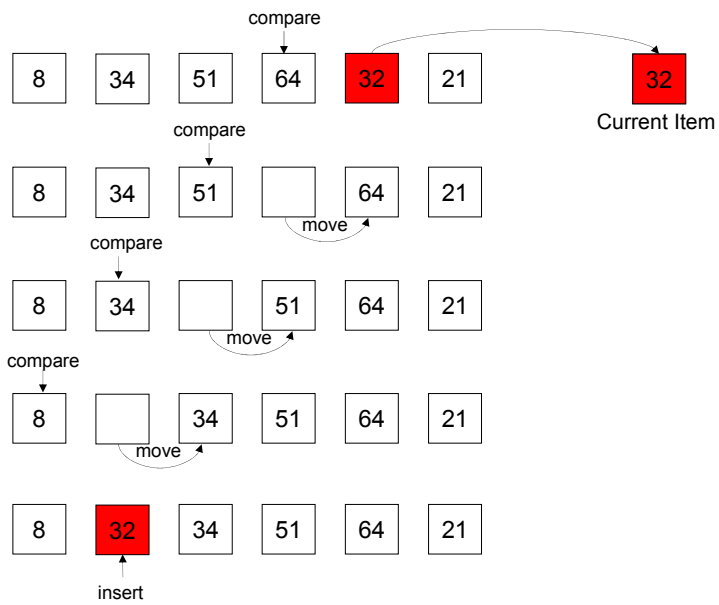 compare
8 34 51 64 32 21 32
Current Item
compare
8 34 51 64 21
move
compare
8 34 51 64 21
move
compare
8 34 51 64 21
move
8 32 34 51 64 21
insert